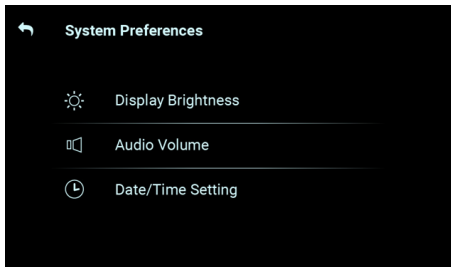 System Preferences
Display Brightness
Audio Volume
Date/Time Setting